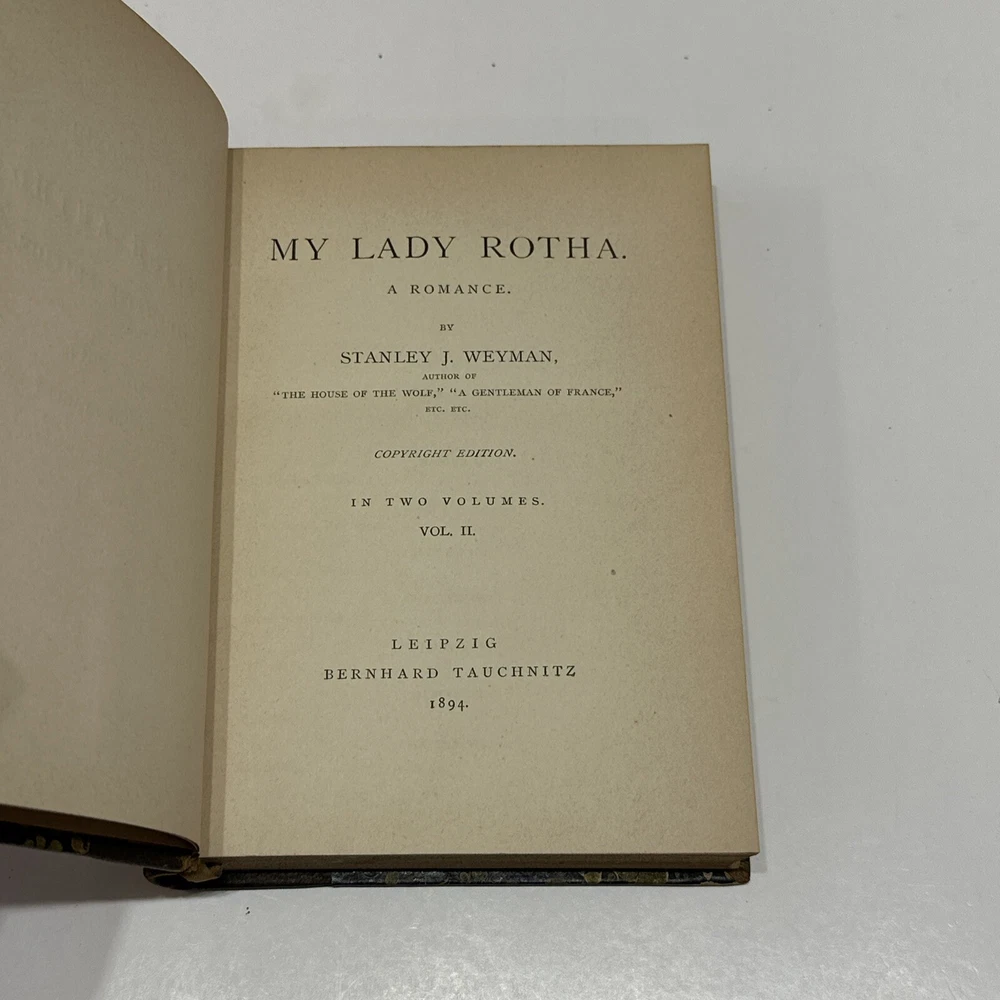 MY LADY ROTHA.
A ROMANCE.
BY
STANLEY J. WEYMAN,
AUTHOR OF
"THE HOUSE OF THE WOLF," "A GENTLEMAN OF FRANCE,"
ETC. ETC.
COPYRIGHT EDITION.
IN TWO VOLUMES.
VOL. II.
LEIPZIG
BERNHARD TAUCHNITZ
1894.